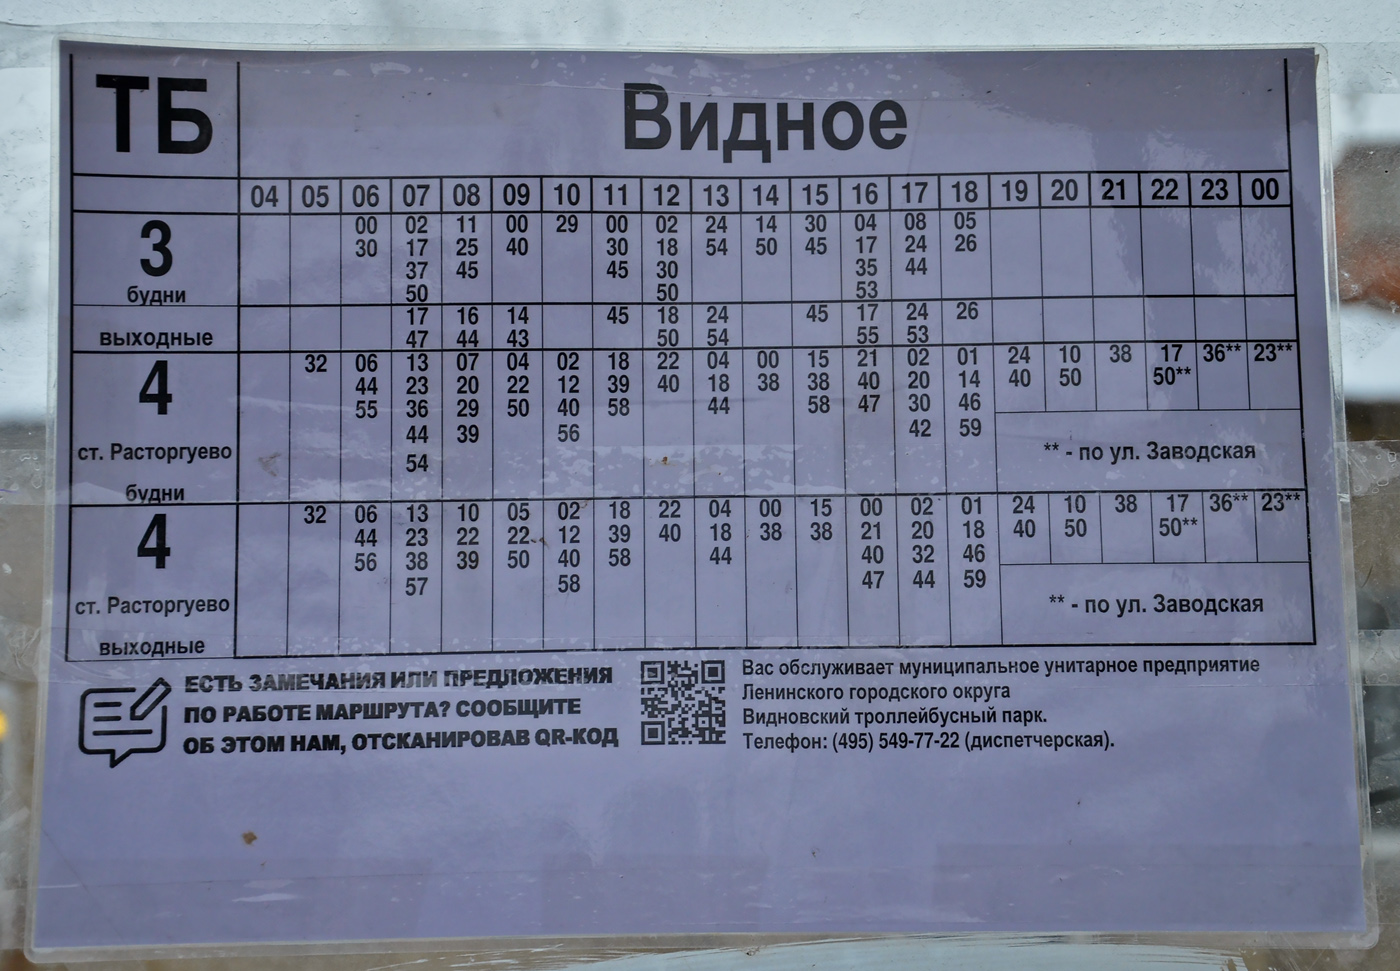 ТБ Видное
04 05 06 07 08 09 10 11 12 13 14 15 16 17 18 19 20 21 22 23 00
3 00 02 11 00 29 00 02 24 14 30 04 08 05
30 17 25 40 30 18 54 50 45 17 24 26
37 45 45 30 35 44
будни 50 50 53
17 16 14 45 18 24 45 17 24 26
выходные 47 44 43 50 54 55 53
4 32 06 13 07 04 02 18 22 04 00 15 21 02 01 24 10 38 17 36** 23**
44 23 20 22 12 39 40 18 38 38 40 20 14 40 50 50**
55 36 29 50 40 58 44 58 47 30 46
44 39 56 42 59
ст. Расторгуево 54 ** - по ул. Заводская
будни
4 32 06 13 10 05 02 18 22 04 00 15 00 02 01 24 10 38 17 36** 23**
44 23 22 22 12 39 40 18 38 38 21 20 18 40 50 50**
56 38 39 50 40 58 44 40 32 46
57 58 47 44 59
ст. Расторгуево ** - по ул. Заводская
выходные
ЕСТЬ ЗАМЕЧАНИЯ ИЛИ ПРЕДЛОЖЕНИЯ
ПО РАБОТЕ МАРШРУТА? СООБЩИТЕ
ОБ ЭТОМ НАМ, ОТСКАНИРОВАВ QR-КОД
Вас обслуживает муниципальное унитарное предприятие
Ленинского городского округа
Видновский троллейбусный парк.
Телефон: (495) 549-77-22 (диспетчерская).